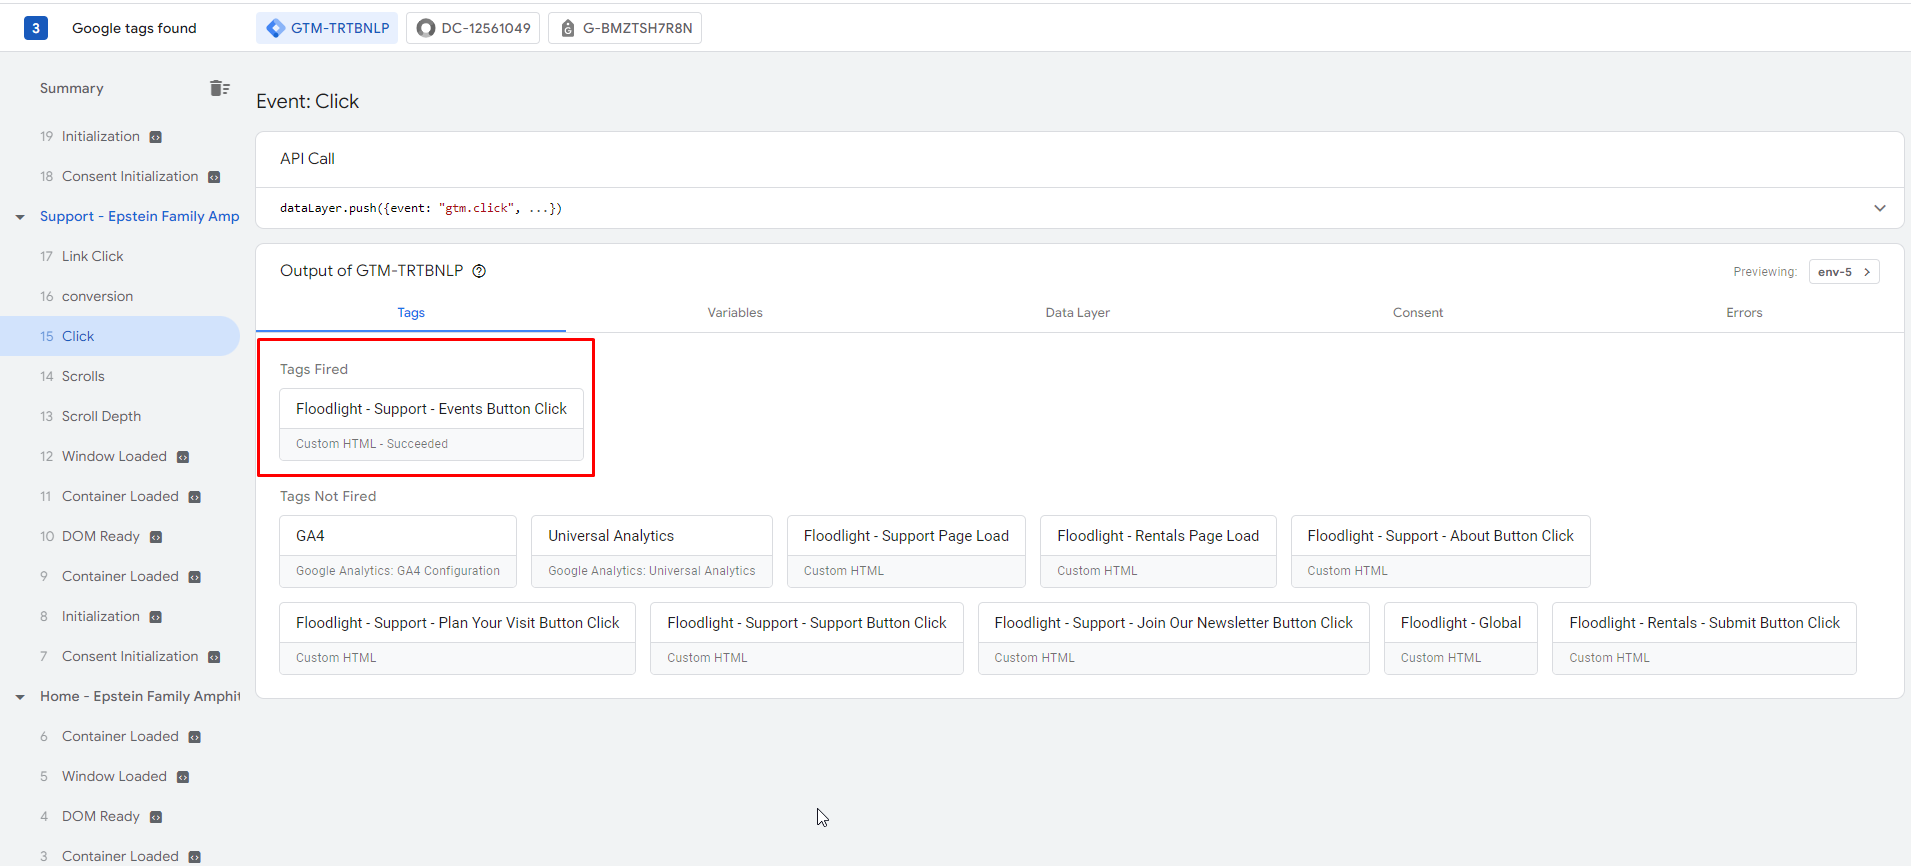 3 Google tags found GTM-TRTBNLP DC-12561049 G-BMZTSH7R8N
Summary
19 Initialization
18 Consent Initialization
Support - Epstein Family Amp
17 Link Click
16 conversion
15 Click
14 Scrolls
13 Scroll Depth
12 Window Loaded
11 Container Loaded
10 DOM Ready
9 Container Loaded
8 Initialization
7 Consent Initialization
Home - Epstein Family Amphit
6 Container Loaded
5 Window Loaded
4 DOM Ready
3 Container Loaded
Event: Click
API Call
dataLayer.push({event: "gtm.click", ...})
Output of GTM-TRTBNLP
Previewing: env-5
Tags Variables Data Layer Consent Errors
Tags Fired
Floodlight - Support - Events Button Click
Custom HTML - Succeeded
Tags Not Fired
GA4
Google Analytics: GA4 Configuration
Universal Analytics
Google Analytics: Universal Analytics
Floodlight - Support Page Load
Custom HTML
Floodlight - Rentals Page Load
Custom HTML
Floodlight - Support - About Button Click
Custom HTML
Floodlight - Support - Plan Your Visit Button Click
Custom HTML
Floodlight - Support - Support Button Click
Custom HTML
Floodlight - Support - Join Our Newsletter Button Click
Custom HTML
Floodlight - Global
Custom HTML
Floodlight - Rentals - Submit Button Click
Custom HTML